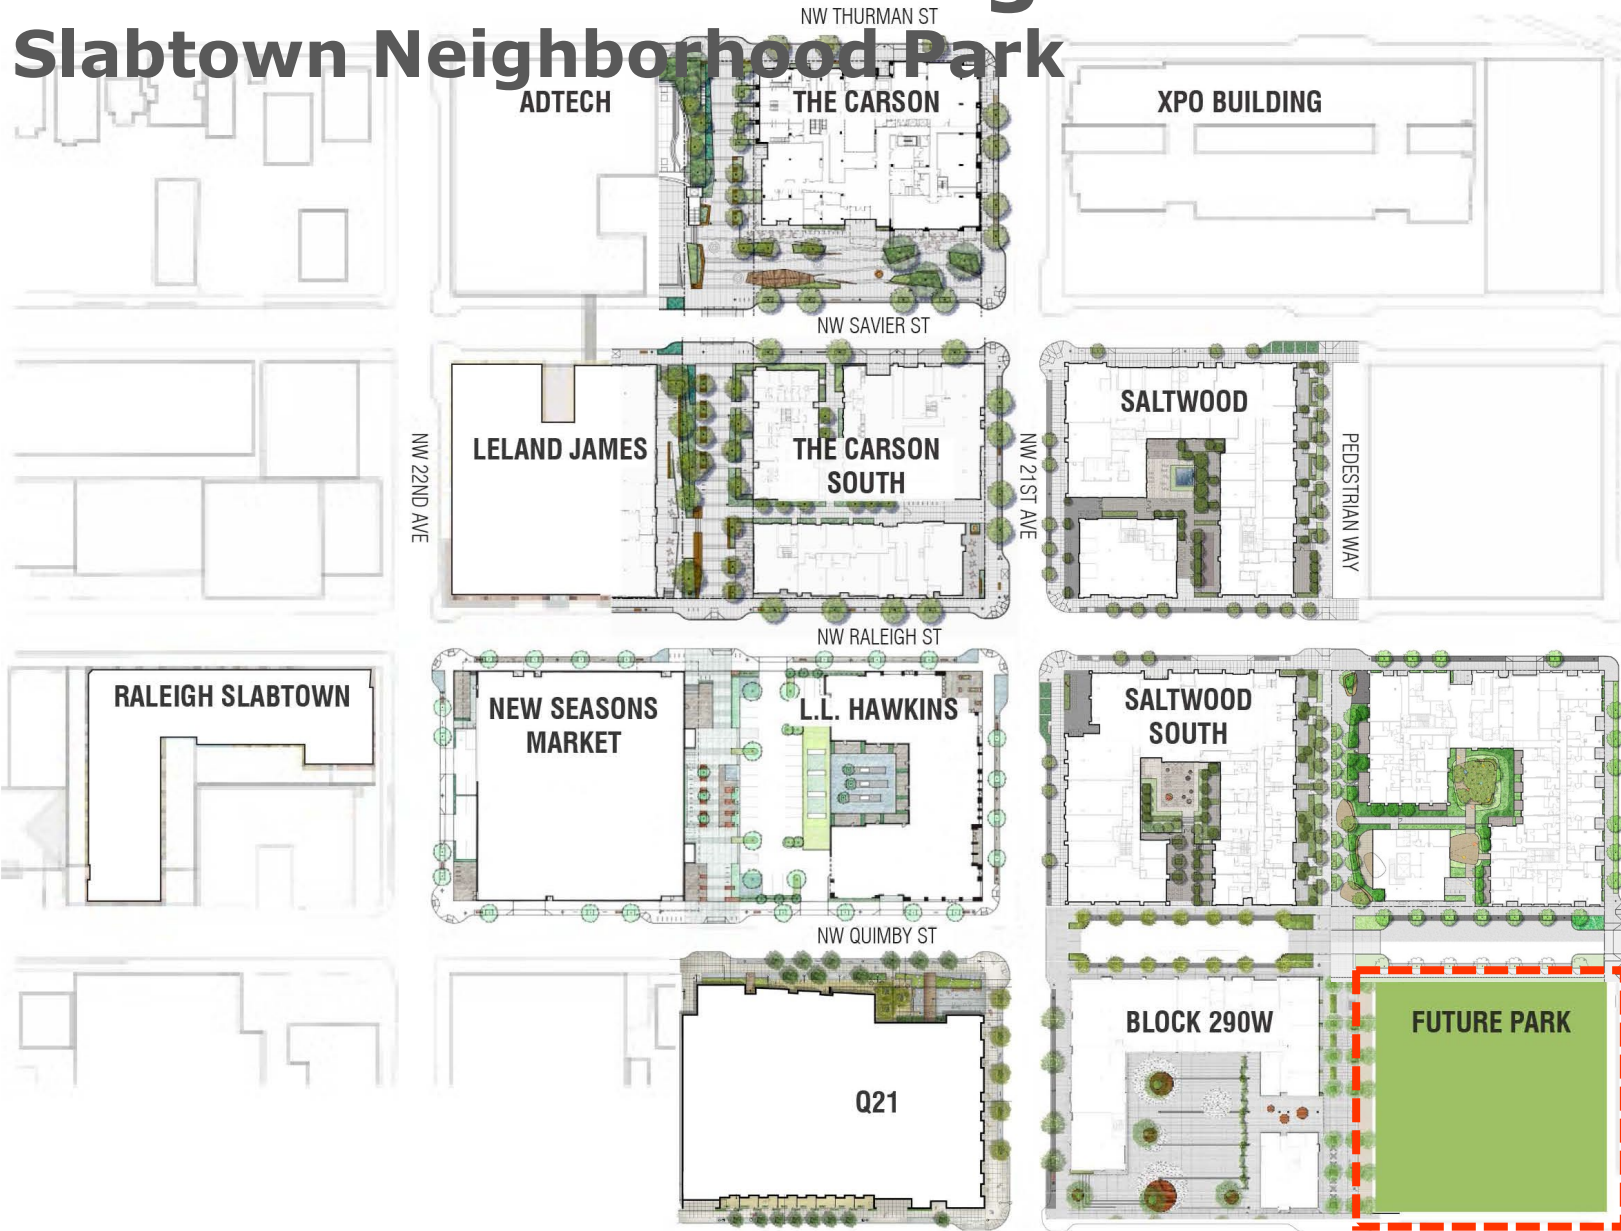 NW THURMAN ST
Slabtown Neighborhood Park
ADTECH
THE CARSON
XPO BUILDING
NW SAVIER ST
SALTWOOD
LELAND JAMES
THE CARSON
SOUTH
NW 22ND AVE
NW 21ST AVE
PEDESTRIAN WAY
NW RALEIGH ST
RALEIGH SLABTOWN
NEW SEASONS
MARKET
L.L. HAWKINS
SALTWOOD
SOUTH
NW QUIMBY ST
BLOCK 290W
FUTURE PARK
Q21